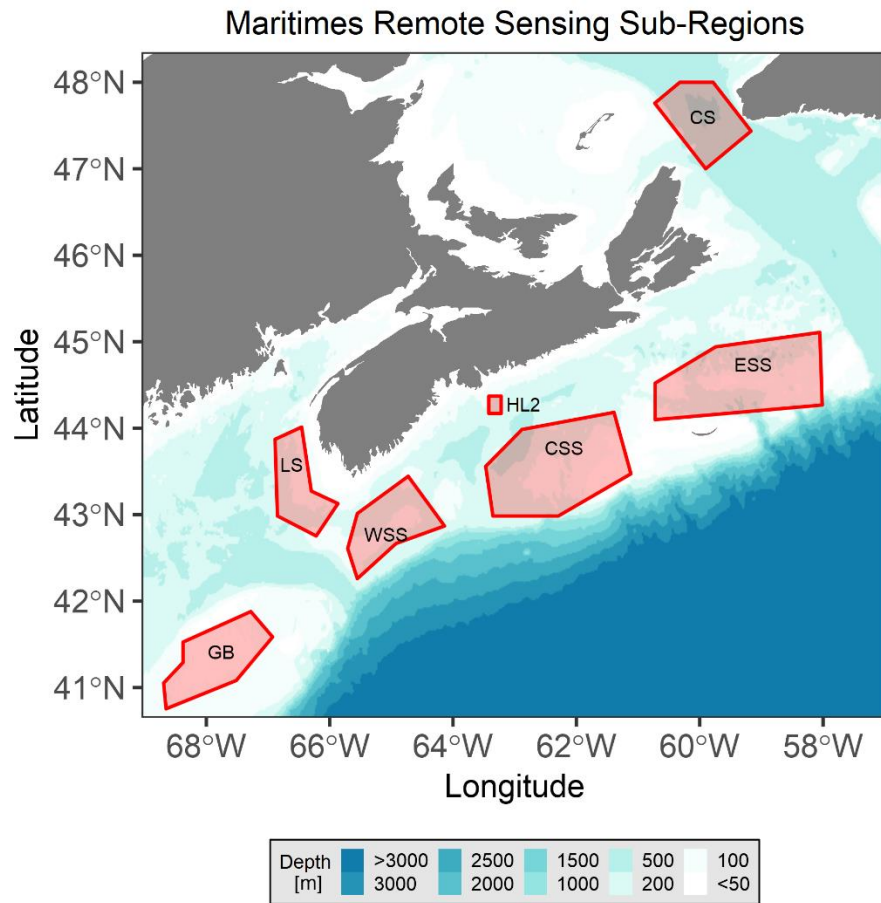 Maritimes Remote Sensing Sub-Regions
48°N
47°N
46°N
45°N
44°N
43°N
42°N
41°N
Latitude
CS
ESS
HL2
CSS
LS
WSS
GB
68°W 66°W 64°W 62°W 60°W 58°W
Longitude
Depth [m]
>3000 2500 1500 500 100
3000 2000 1000 200 <50